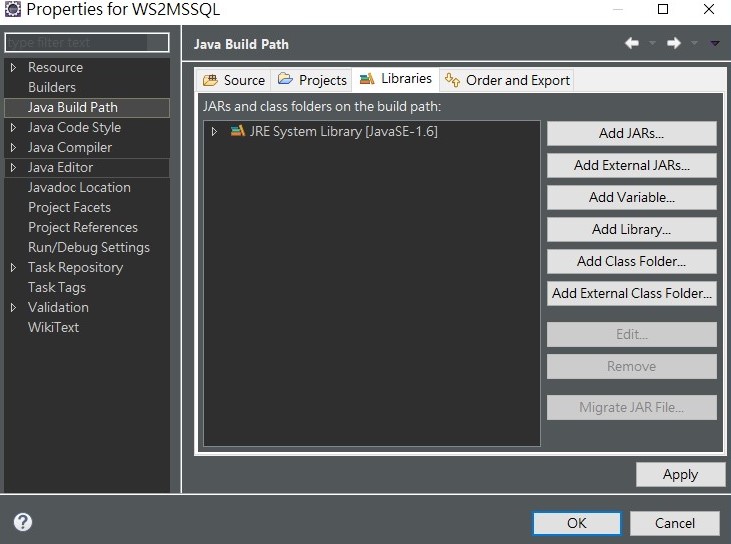 Properties for WS2MSSQL
type filter text
Resource
Builders
Java Build Path
Java Code Style
Java Compiler
Java Editor
Javadoc Location
Project Facets
Project References
Run/Debug Settings
Task Repository
Task Tags
Validation
WikiText
Java Build Path
Source Projects Libraries Order and Export
JARs and class folders on the build path:
JRE System Library [JavaSE-1.6]
Add JARs...
Add External JARs...
Add Variable...
Add Library...
Add Class Folder...
Add External Class Folder...
Edit...
Remove
Migrate JAR File...
Apply
OK
Cancel